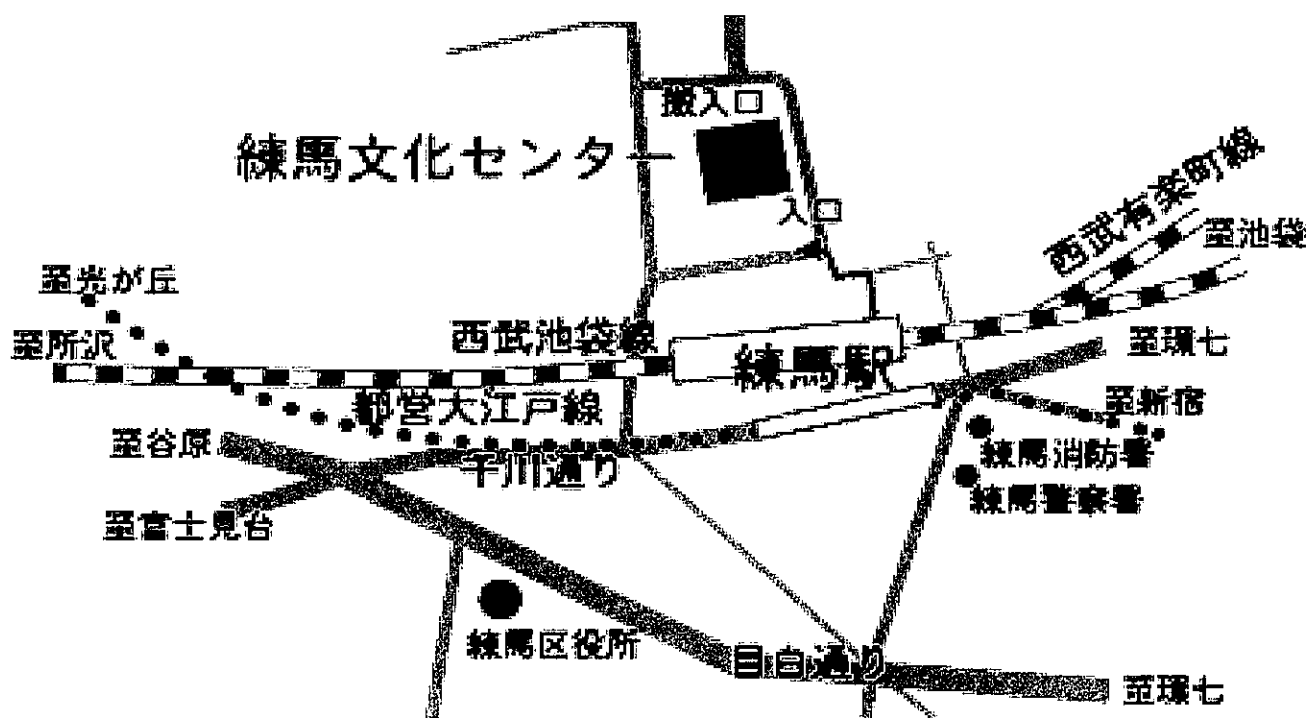 搬入口
練馬文化センター
入口
西武有楽町線
至池袋
至光が丘
至所沢
西武池袋線
練馬駅
至環七
都営大江戸線
至新宿
至谷原
千川通り
練馬消防署
練馬警察署
至富士見台
練馬区役所
目白通り
至環七